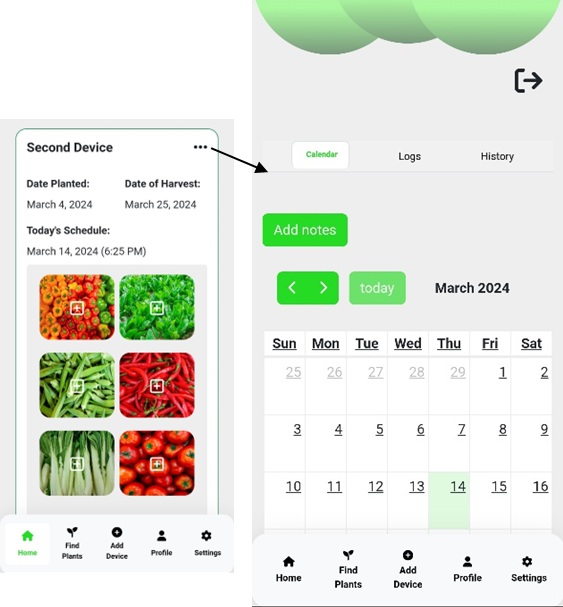 Second Device
Date Planted: Date of Harvest:
March 4, 2024 March 25, 2024
Today's Schedule:
March 14, 2024 (6:25 PM)
Home Find Plants Add Device Profile Settings
Calendar Logs History
Add notes
today March 2024
Sun Mon Tue Wed Thu Fri Sat
25 26 27 28 29 1 2
3 4 5 6 7 8 9
10 11 12 13 14 15 16
Home Find Plants Add Device Profile Settings